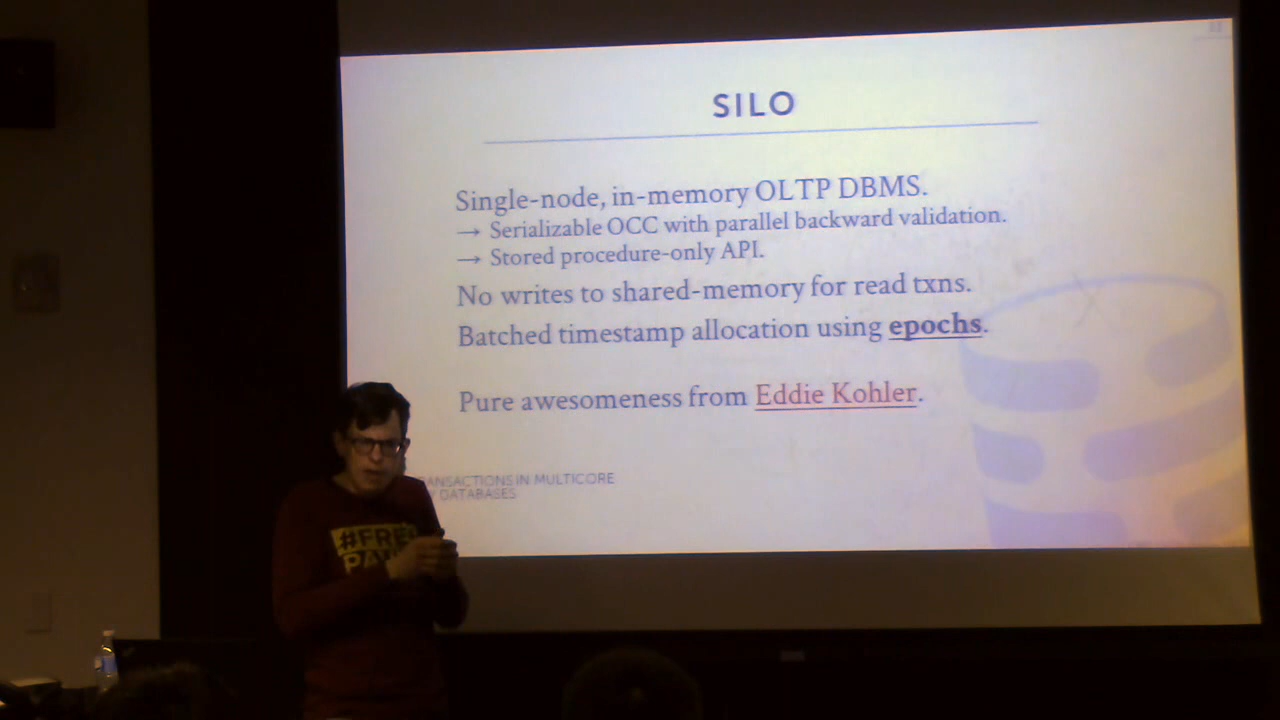 SILO
Single-node, in-memory OLTP DBMS.
→ Serializable OCC with parallel backward validation.
→ Stored procedure-only API.
No writes to shared-memory for read txns.
Batched timestamp allocation using epochs.
Pure awesomeness from Eddie Kohler.
IN MULTICORE
DATABASES
#FREE